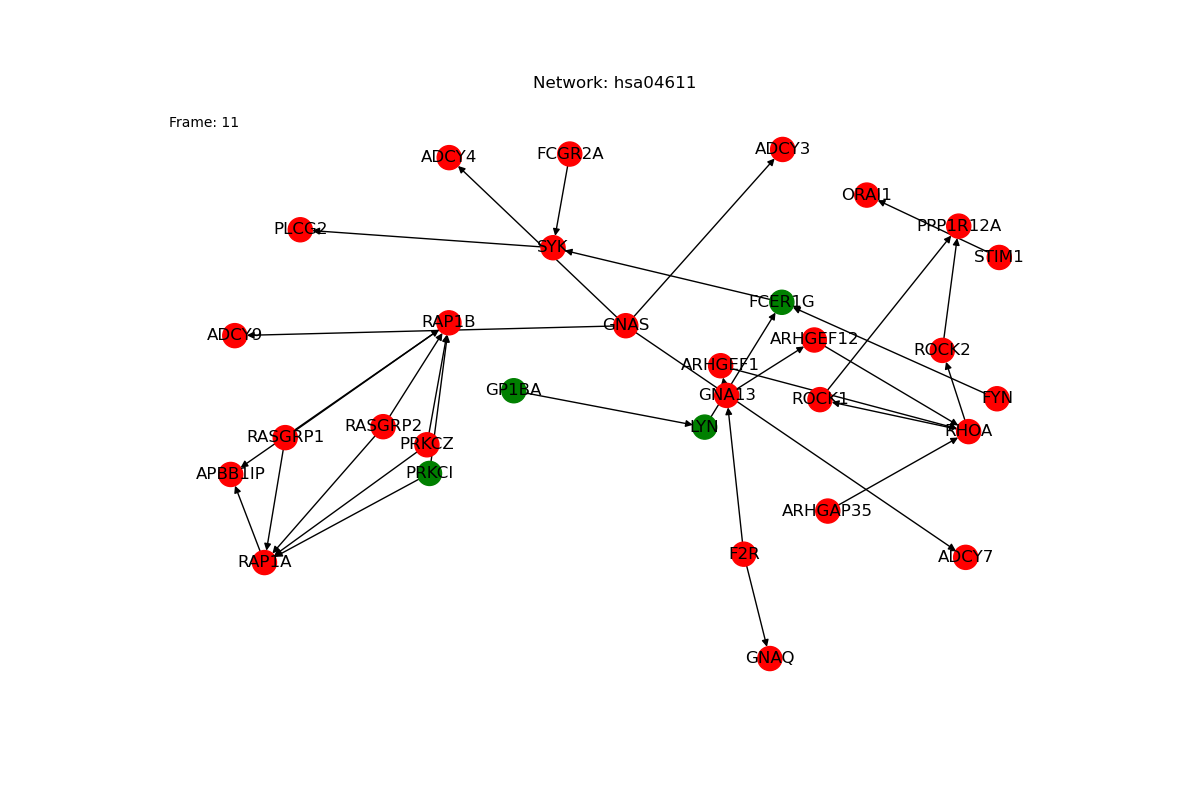 Network: hsa04611
Frame: 11
ADCY4
FCGR2A
ADCY3
ORAI1
PPP1R12A
PLCG2
SYK
STIM1
FCER1G
RAP1B
GNAS
ADCY9
ARHGEF12
ROCK2
ARHGEF1
GP1BA
GNA13
ROCK1
FYN
RASGRP2
LYN
RHOA
RASGRP1
PRKCZ
APBB1IP
PRKCI
ARHGAP35
F2R
ADCY7
RAP1A
GNAQ